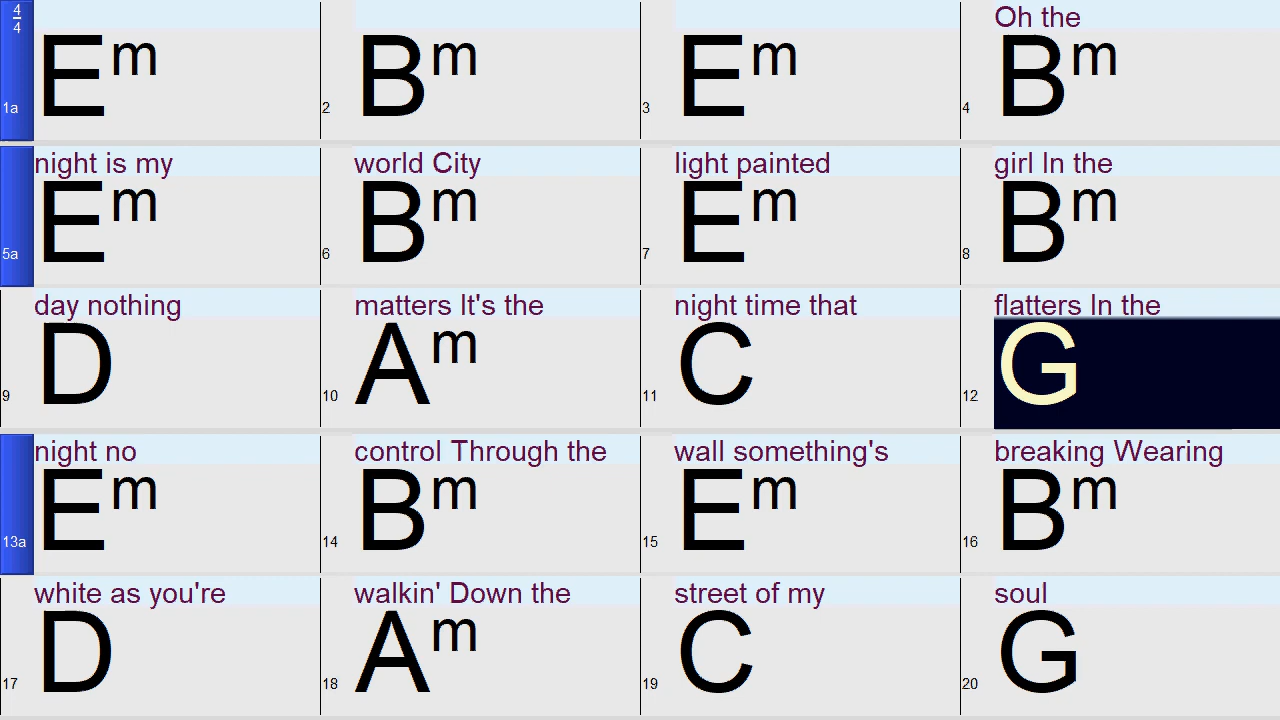 4
4
Oh the
1a Em 2 Bm 3 Em 4 Bm
night is my world City light painted girl In the
5a Em 6 Bm 7 Em 8 Bm
day nothing matters It's the night time that flatters In the
9 D 10 Am 11 C 12 G
night no control Through the wall something's breaking Wearing
13a Em 14 Bm 15 Em 16 Bm
white as you're walkin' Down the street of my soul
17 D 18 Am 19 C 20 G